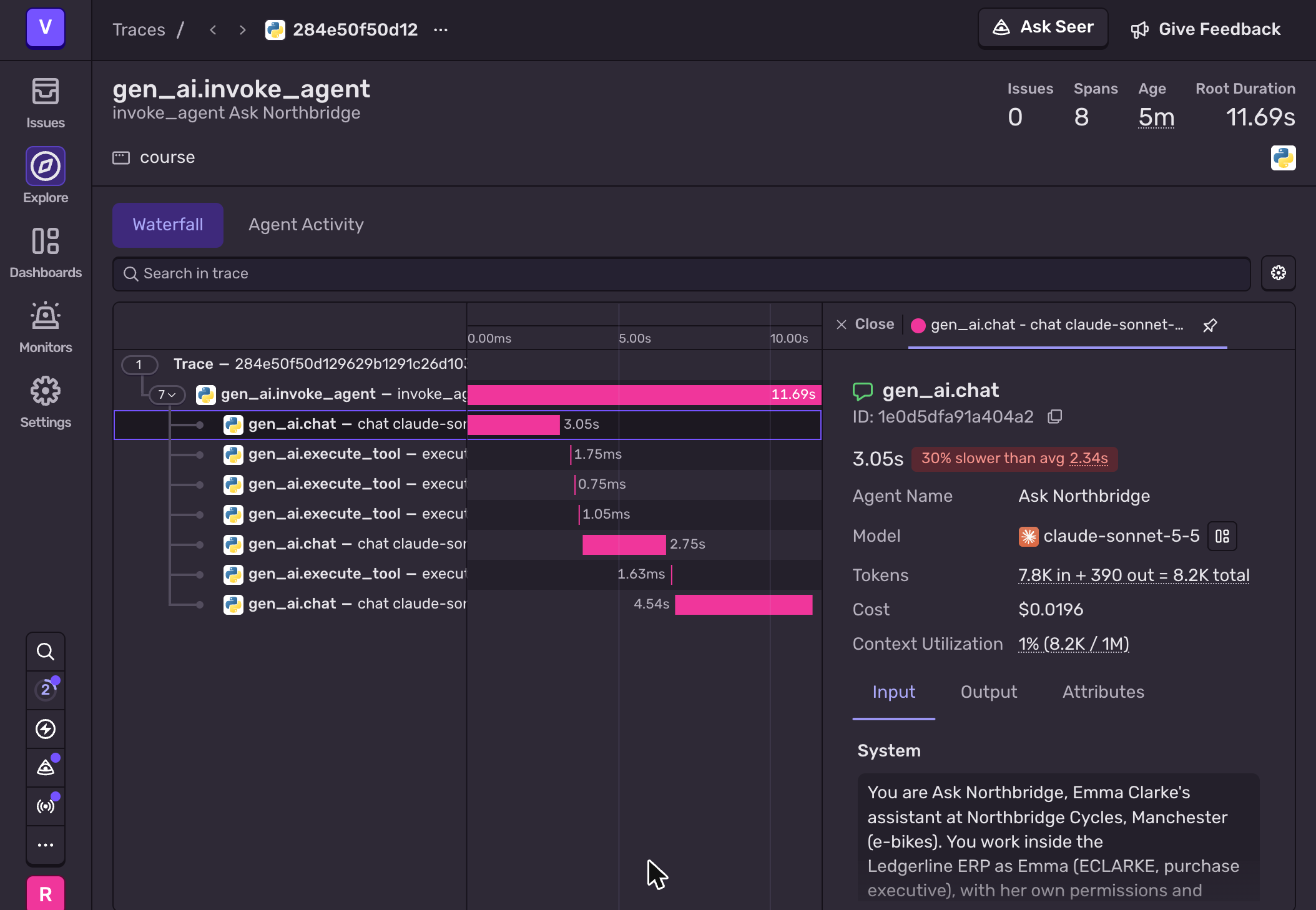 V
Traces / < > 284e50f50d12 ...
Ask Seer
Give Feedback
Issues
Explore
Dashboards
Monitors
Settings
2
...
R
gen_ai.invoke_agent
invoke_agent Ask Northbridge
course
Issues Spans Age Root Duration
0 8 5m 11.69s
Waterfall Agent Activity
Search in trace
0.00ms 5.00s 10.00s
1 Trace — 284e50f50d129629b1291c26d103
7 gen_ai.invoke_agent — invoke_ag 11.69s
gen_ai.chat — chat claude-son 3.05s
gen_ai.execute_tool — execut 1.75ms
gen_ai.execute_tool — execut 0.75ms
gen_ai.execute_tool — execut 1.05ms
gen_ai.chat — chat claude-son 2.75s
gen_ai.execute_tool — execut 1.63ms
gen_ai.chat — chat claude-son 4.54s
Close gen_ai.chat - chat claude-sonnet-...
gen_ai.chat
ID: 1e0d5dfa91a404a2
3.05s 30% slower than avg 2.34s
Agent Name Ask Northbridge
Model claude-sonnet-5-5
Tokens 7.8K in + 390 out = 8.2K total
Cost $0.0196
Context Utilization 1% (8.2K / 1M)
Input Output Attributes
System
You are Ask Northbridge, Emma Clarke's
assistant at Northbridge Cycles, Manchester
(e-bikes). You work inside the
Ledgerline ERP as Emma (ECLARKE, purchase
executive), with her own permissions and